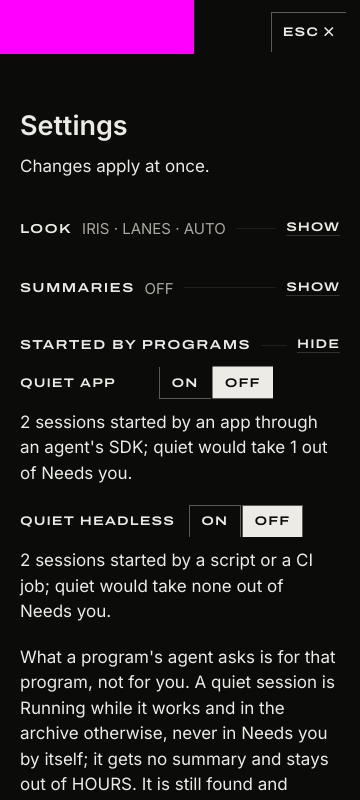 ESC ✕
Settings
Changes apply at once.
LOOK IRIS · LANES · AUTO SHOW
SUMMARIES OFF SHOW
STARTED BY PROGRAMS HIDE
QUIET APP ON OFF
2 sessions started by an app through
an agent's SDK; quiet would take 1 out
of Needs you.
QUIET HEADLESS ON OFF
2 sessions started by a script or a CI
job; quiet would take none out of
Needs you.
What a program's agent asks is for that
program, not for you. A quiet session is
Running while it works and in the
archive otherwise, never in Needs you
by itself; it gets no summary and stays
out of HOURS. It is still found and